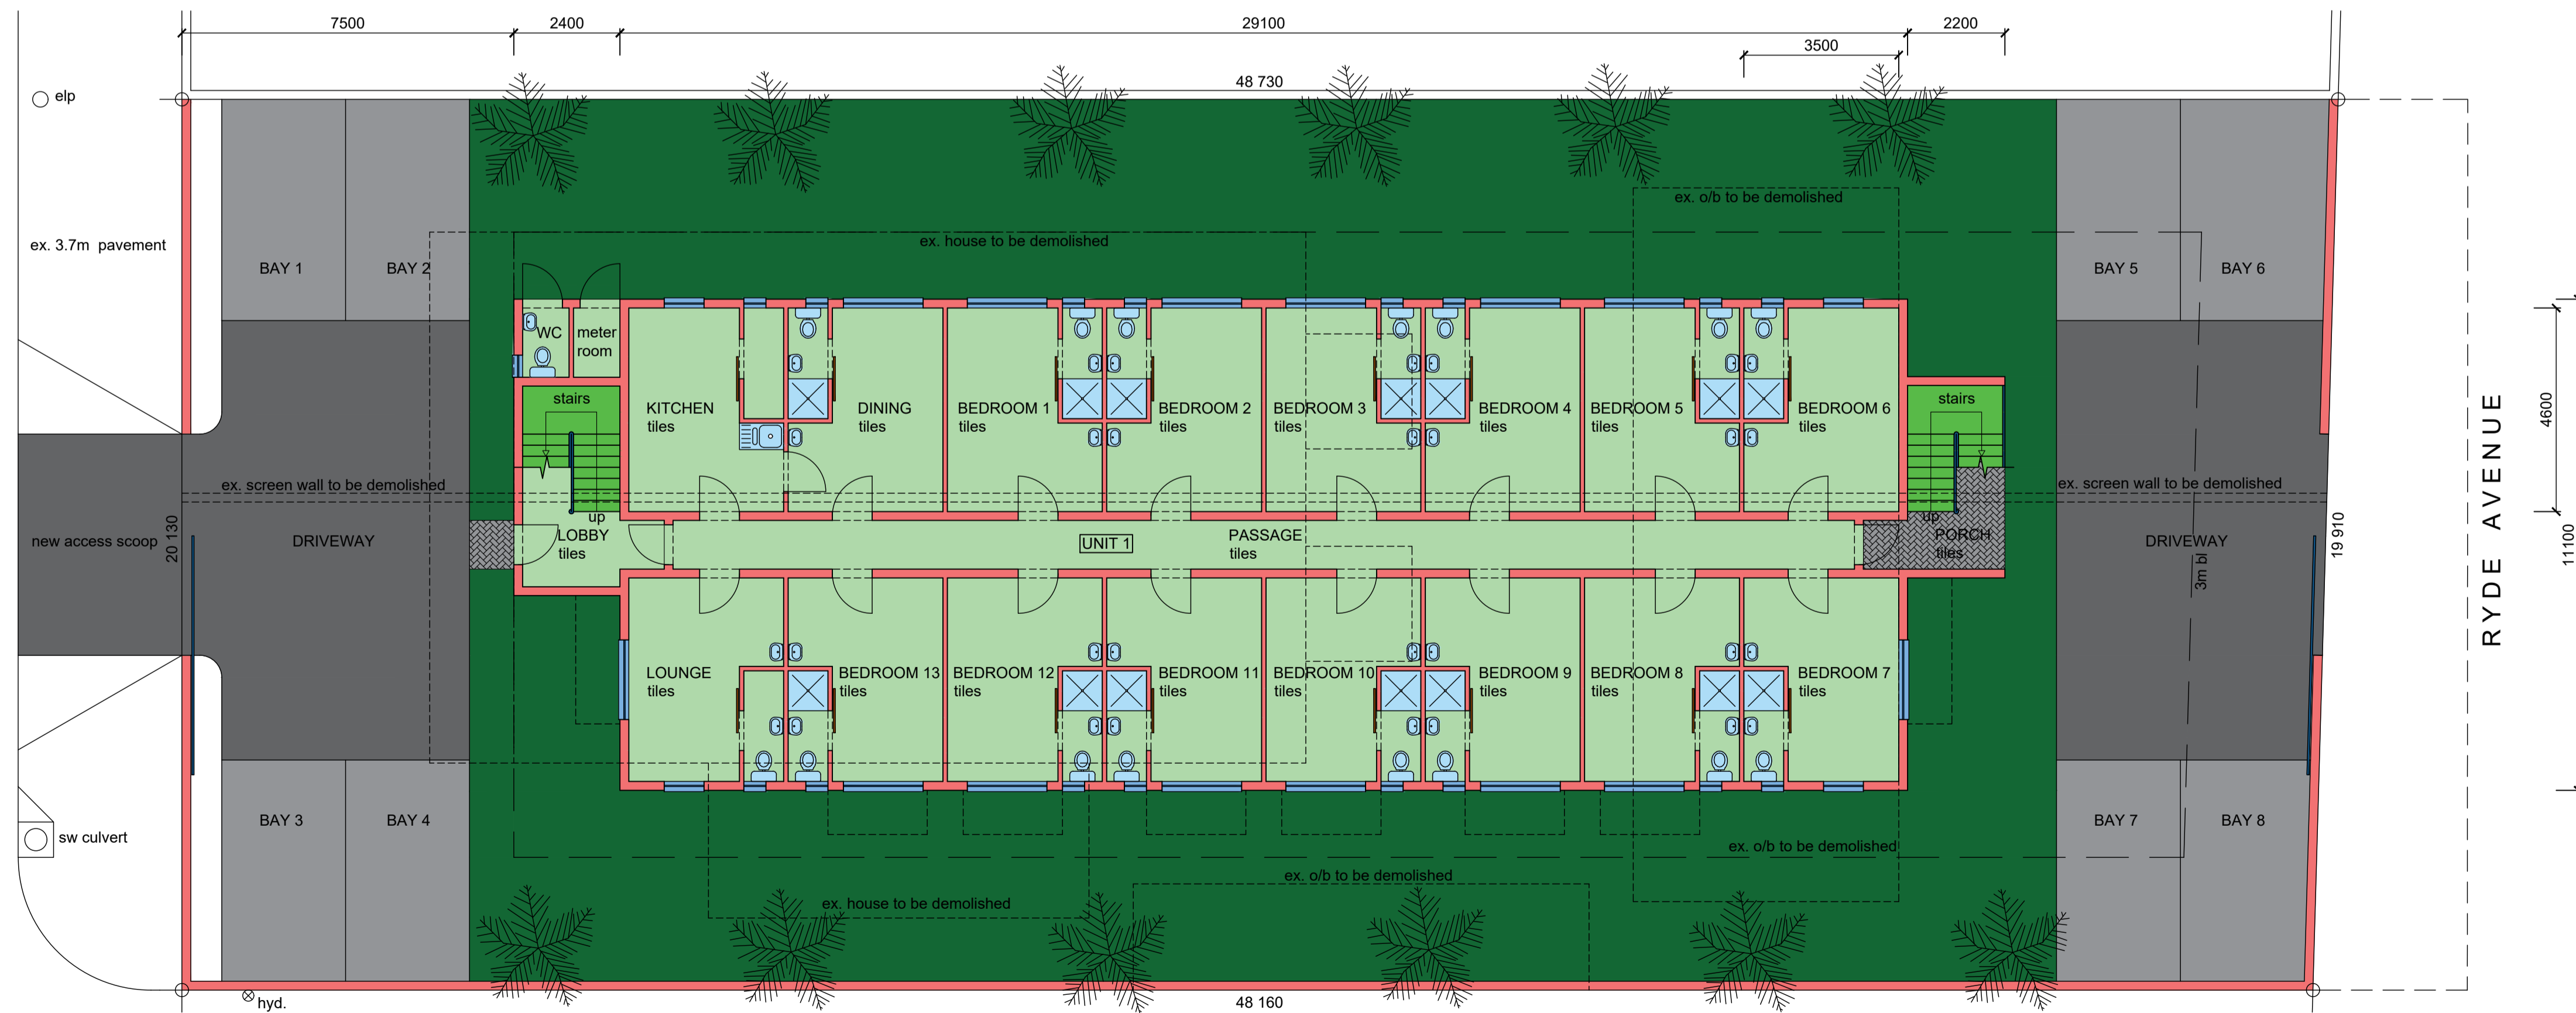 7500
2400
29100
2200
3500
48 730
elp
ex. o/b to be demolished
ex. 3.7m  pavement
ex. house to be demolished
BAY 1
BAY 2
BAY 5
BAY 6
WC
meter
room
stairs
KITCHEN
tiles
DINING
tiles
BEDROOM 1
tiles
BEDROOM 2
tiles
BEDROOM 3
tiles
BEDROOM 4
tiles
BEDROOM 5
tiles
BEDROOM 6
tiles
stairs
4600
RYDE AVENUE
ex. screen wall to be demolished
ex. screen wall to be demolished
up
up
new access scoop
20 130
DRIVEWAY
LOBBY
tiles
UNIT 1
PASSAGE
tiles
PORCH
tiles
DRIVEWAY
3m bl
19 910
11100
LOUNGE
tiles
BEDROOM 13
tiles
BEDROOM 12
tiles
BEDROOM 11
tiles
BEDROOM 10
tiles
BEDROOM 9
tiles
BEDROOM 8
tiles
BEDROOM 7
tiles
BAY 3
BAY 4
BAY 7
BAY 8
sw culvert
ex. o/b to be demolished
ex. o/b to be demolished
ex. house to be demolished
hyd.
48 160